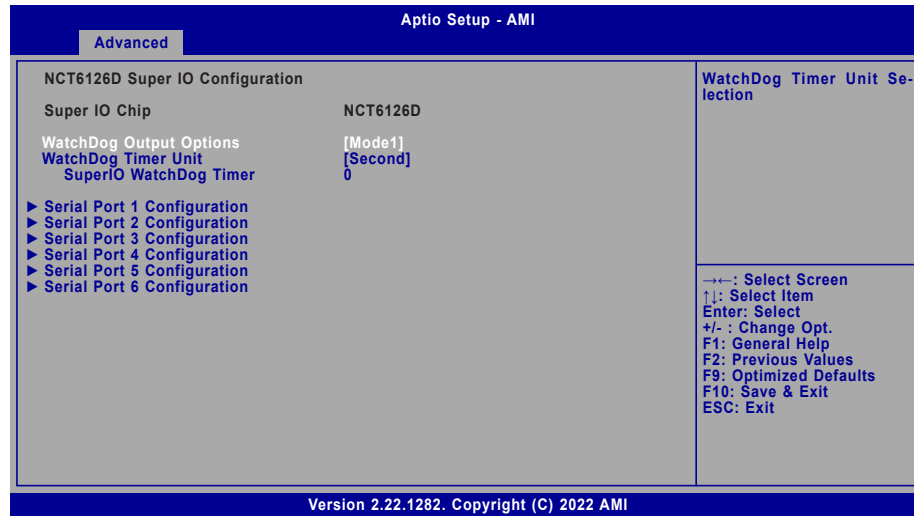 Aptio Setup - AMI
Advanced
NCT6126D Super IO Configuration
Super IO Chip NCT6126D
WatchDog Output Options [Mode1]
WatchDog Timer Unit [Second]
SuperIO WatchDog Timer 0
► Serial Port 1 Configuration
► Serial Port 2 Configuration
► Serial Port 3 Configuration
► Serial Port 4 Configuration
► Serial Port 5 Configuration
► Serial Port 6 Configuration
WatchDog Timer Unit Se-
lection
→←: Select Screen
↑↓: Select Item
Enter: Select
+/- : Change Opt.
F1: General Help
F2: Previous Values
F9: Optimized Defaults
F10: Save & Exit
ESC: Exit
Version 2.22.1282. Copyright (C) 2022 AMI